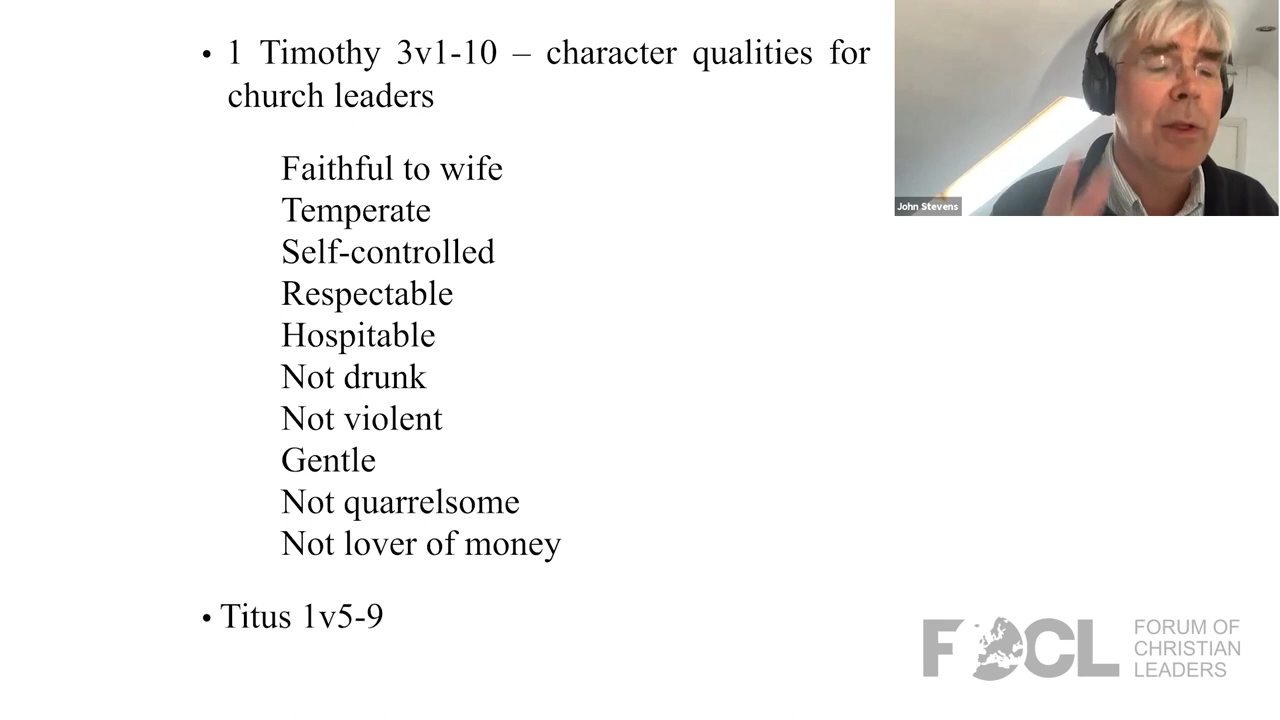 • 1 Timothy 3v1-10 – character qualities for
church leaders
Faithful to wife
Temperate
Self-controlled
Respectable
Hospitable
Not drunk
Not violent
Gentle
Not quarrelsome
Not lover of money
• Titus 1v5-9
John Stevens
FOCL
FORUM OF
CHRISTIAN
LEADERS